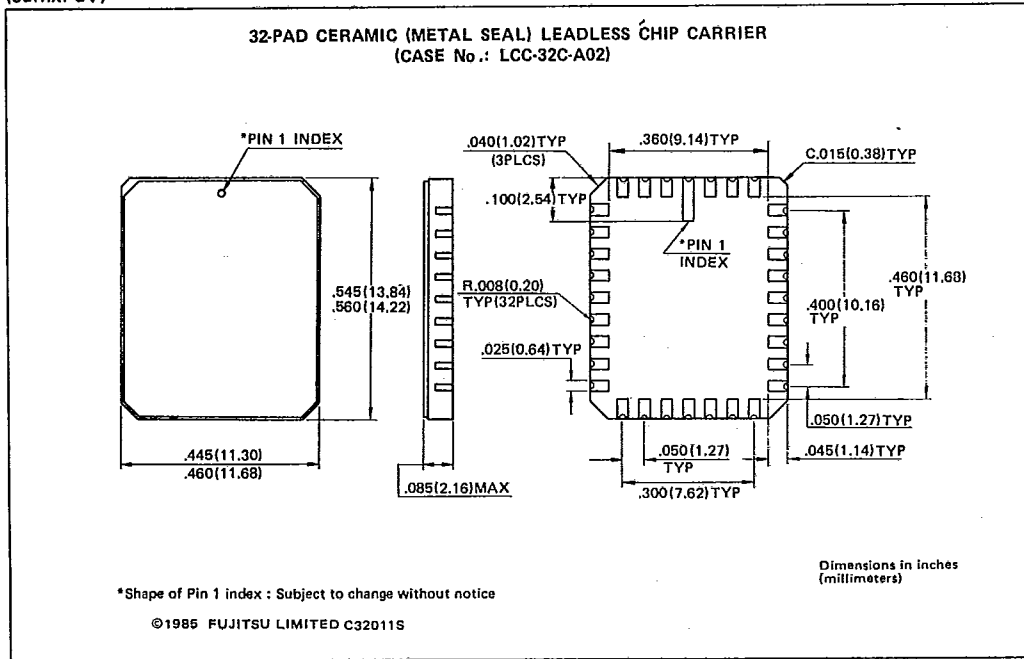 32-PAD CERAMIC (METAL SEAL) LEADLESS CHIP CARRIER
(CASE No.: LCC-32C-A02)
*PIN 1 INDEX
.040(1.02)TYP
(3PLCS)
.360(9.14)TYP
C.015(0.38)TYP
.100(2.54) TYP
*PIN 1
INDEX
.545(13.84)
.560(14.22)
R.008(0.20)
TYP(32PLCS)
.460(11.68)
TYP
.400(10.16)
TYP
.025(0.64) TYP
.050(1.27) TYP
.445(11.30)
.460(11.68)
.085(2.16)MAX
.050(1.27)
TYP
.045(1.14)TYP
.300(7.62)TYP
Dimensions in inches
(millimeters)
*Shape of Pin 1 index : Subject to change without notice
©1985 FUJITSU LIMITED C32011S